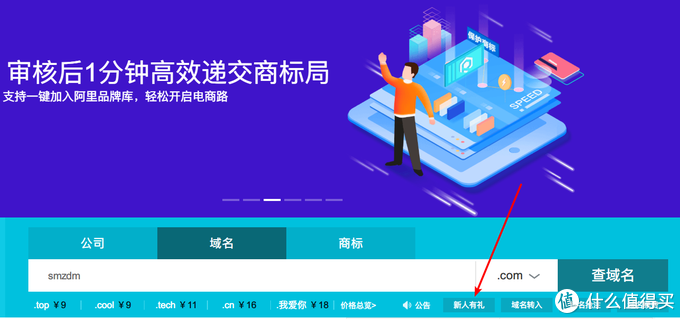 审核后1分钟高效递交商标局
支持一键加入阿里品牌库，轻松开启电商路
保护商标
SPEED
公司 域名 商标
smzdm .com 查域名
.top ¥ 9 .cool ¥ 9 .tech ¥ 11 .cn ¥ 16 .我爱你 ¥ 18 价格总览> 公告 新人有礼 域名转入
值 什么值得买